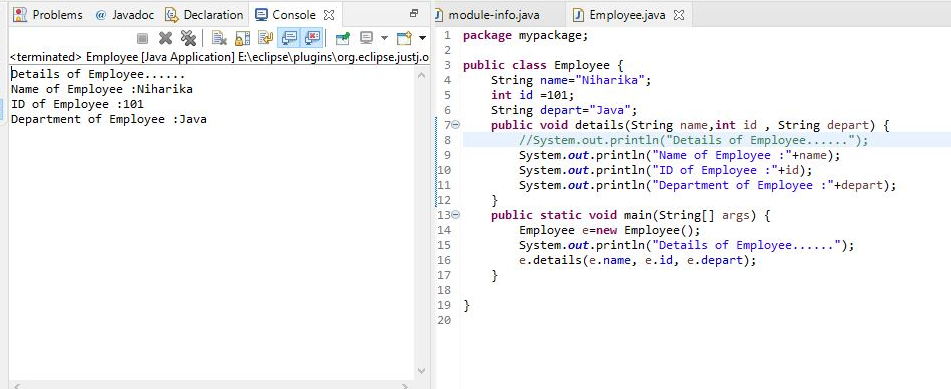 Problems @ Javadoc Declaration Console
<terminated> Employee [Java Application] E:\eclipse\plugins\org.eclipse.justj.o
Details of Employee......
Name of Employee :Niharika
ID of Employee :101
Department of Employee :Java
module-info.java Employee.java
1 package mypackage;
2
3 public class Employee {
4 String name="Niharika";
5 int id =101;
6 String depart="Java";
7 public void details(String name,int id , String depart) {
8 //System.out.println("Details of Employee......");
9 System.out.println("Name of Employee :"+name);
10 System.out.println("ID of Employee :"+id);
11 System.out.println("Department of Employee :"+depart);
12 }
13 public static void main(String[] args) {
14 Employee e=new Employee();
15 System.out.println("Details of Employee......");
16 e.details(e.name, e.id, e.depart);
17 }
18
19 }
20